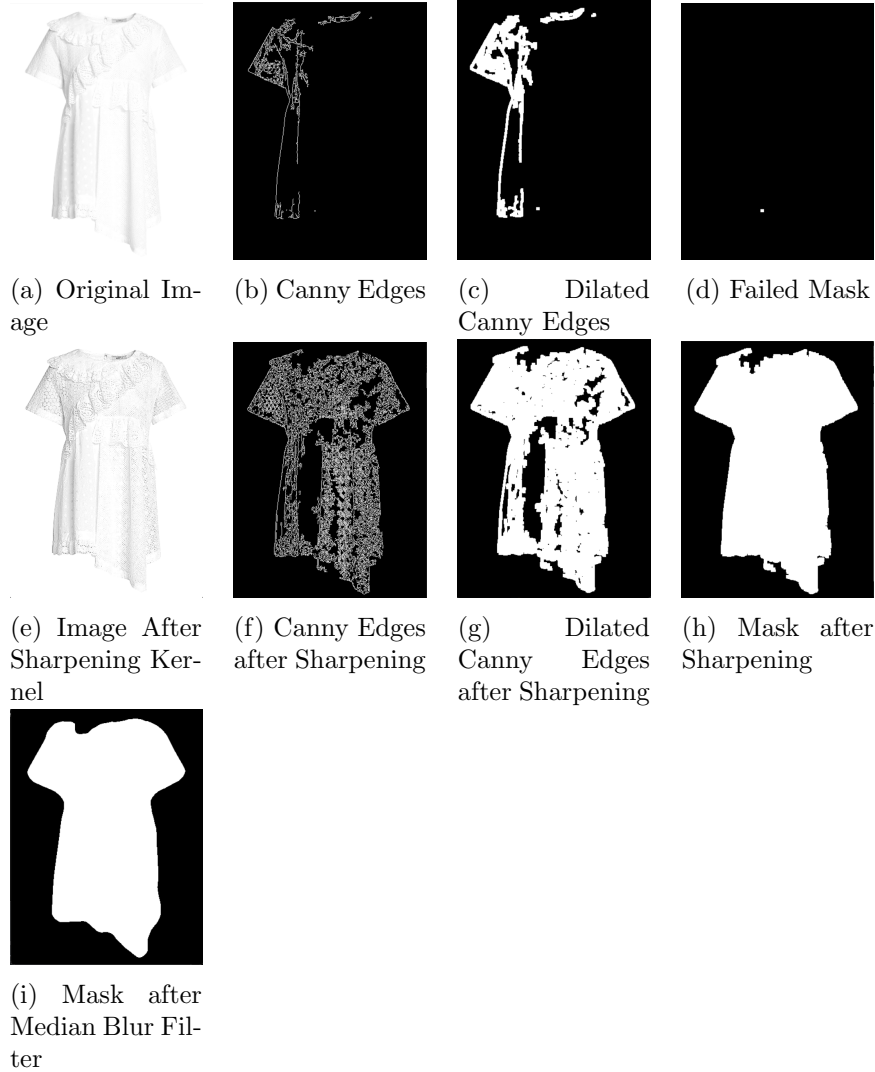 (a) Original Im-
age
(b) Canny Edges
(c) Dilated
Canny Edges
(d) Failed Mask
(e) Image After
Sharpening Ker-
nel
(f) Canny Edges
after Sharpening
(g) Dilated
Canny Edges
after Sharpening
(h) Mask after
Sharpening
(i) Mask after
Median Blur Fil-
ter